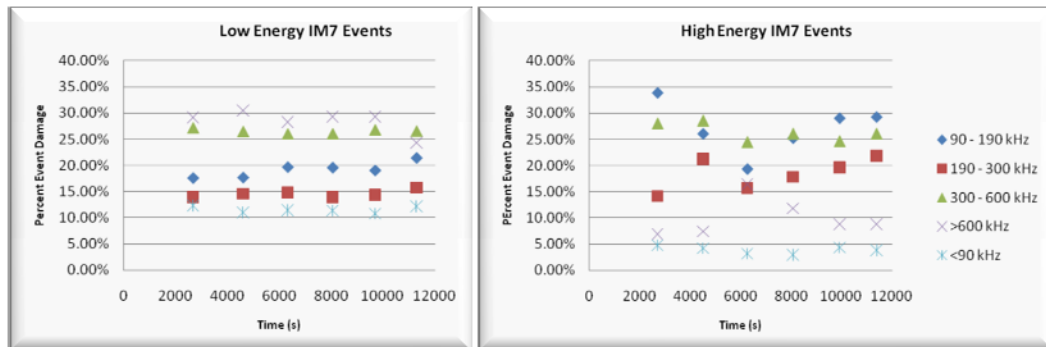 Low Energy IM7 Events
40.00%
35.00%
30.00%
25.00%
20.00%
15.00%
10.00%
5.00%
0.00%
Percent Event Damage
0 2000 4000 6000 8000 10000 12000
Time (s)
High Energy IM7 Events
40.00%
35.00%
30.00%
25.00%
20.00%
15.00%
10.00%
5.00%
0.00%
PErcent Event Damage
0 2000 4000 6000 8000 10000 12000
Time (s)
90 - 190 kHz
190 - 300 kHz
300 - 600 kHz
>600 kHz
<90 kHz